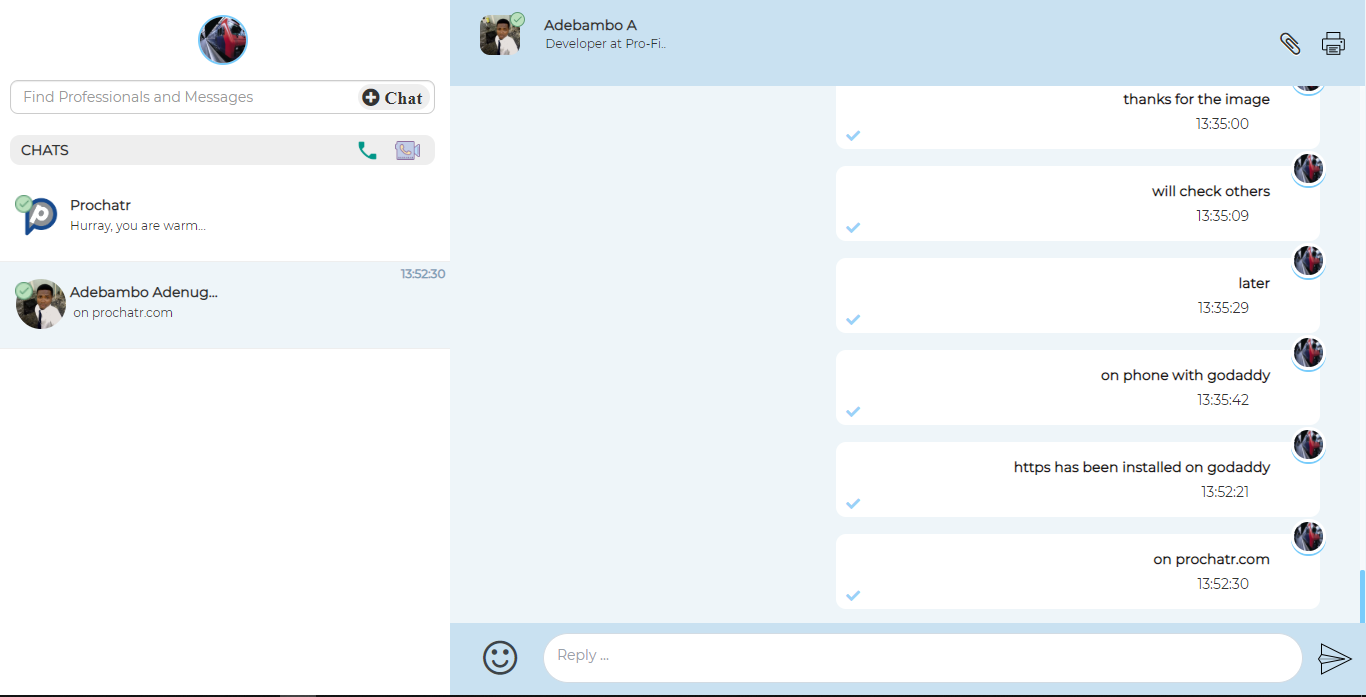 Find Professionals and Messages
Chat
CHATS
Prochatr
Hurray, you are warm...
13:52:30
Adebambo Adenug...
on prochatr.com
Adebambo A
Developer at Pro-Fi..
thanks for the image
13:35:00
will check others
13:35:09
later
13:35:29
on phone with godaddy
13:35:42
https has been installed on godaddy
13:52:21
on prochatr.com
13:52:30
Reply ...